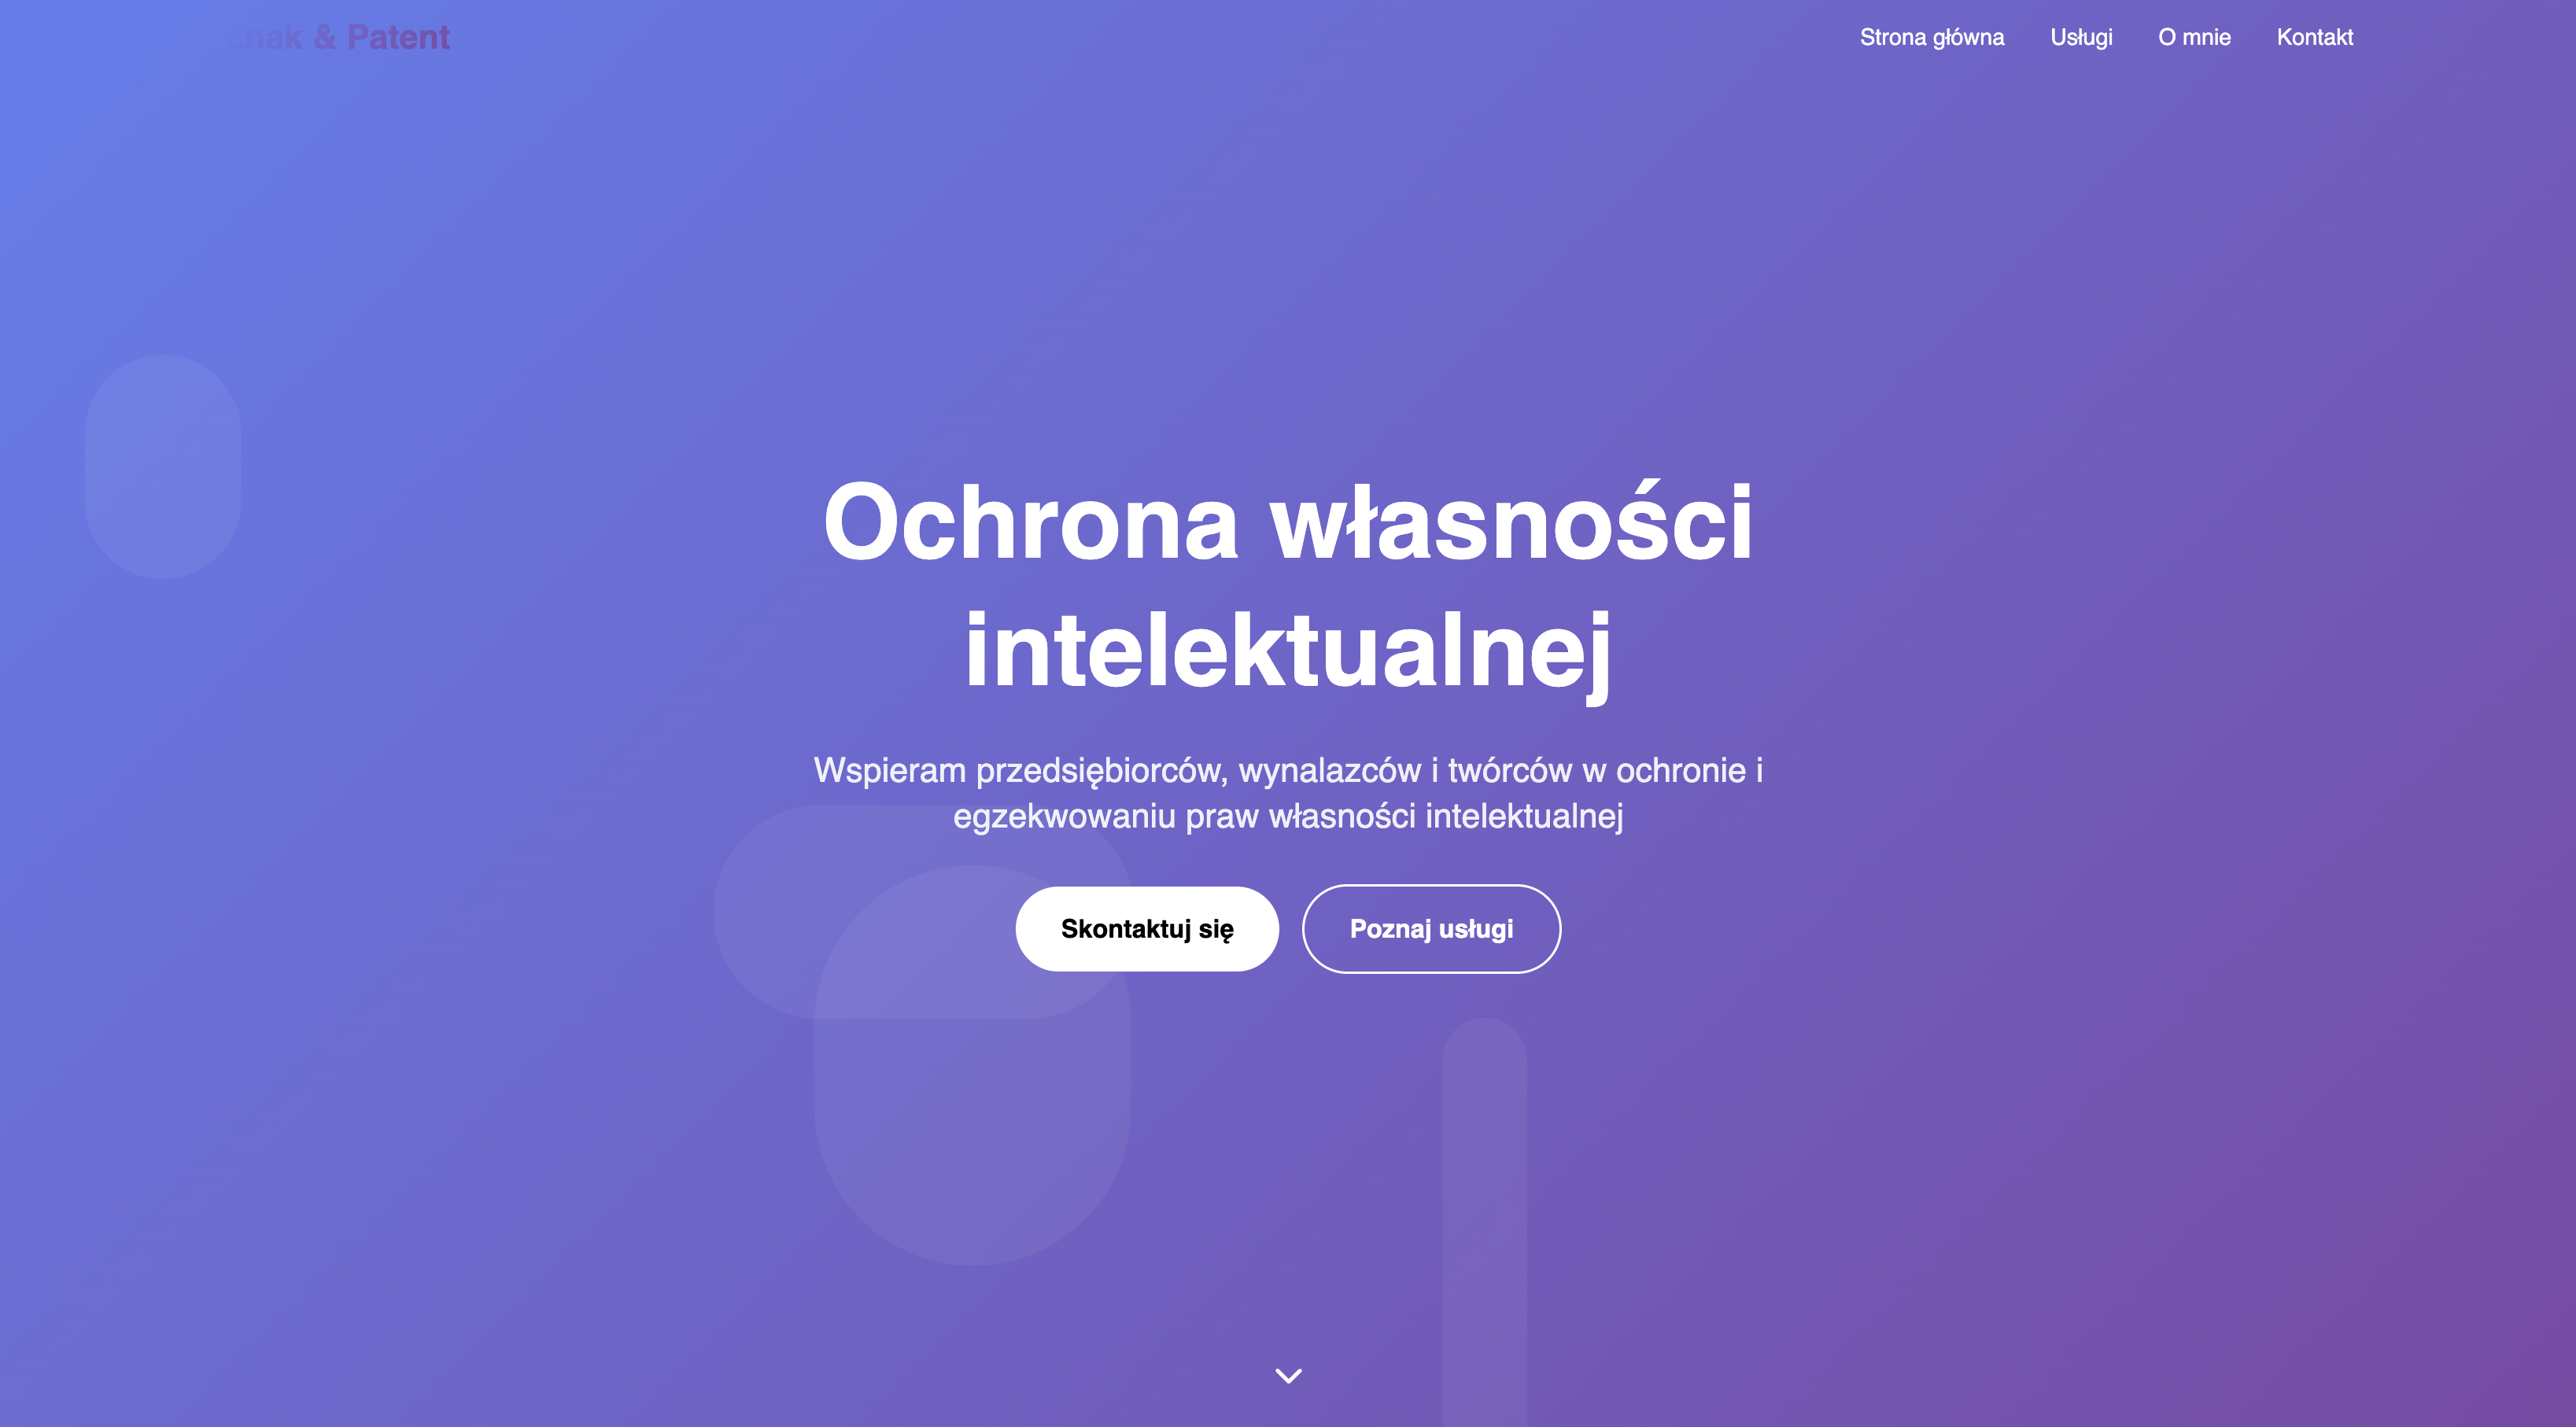 Znak & Patent
Strona główna
Usługi
O mnie
Kontakt
Ochrona własności
intelektualnej
Wspieram przedsiębiorców, wynalazców i twórców w ochronie i
egzekwowaniu praw własności intelektualnej
Skontaktuj się
Poznaj usługi